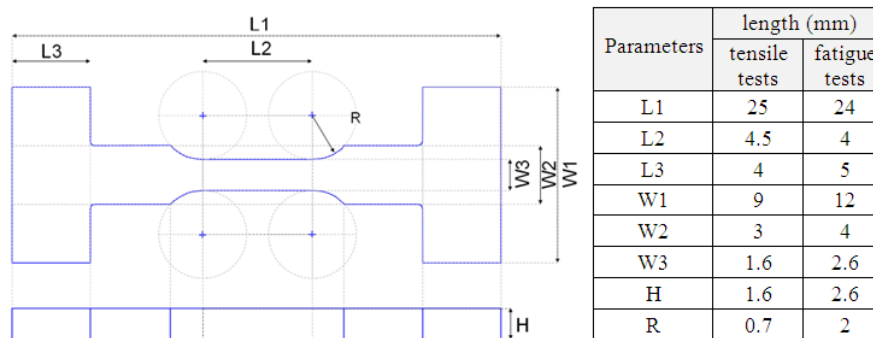 L1
L3
L2
R
W3
W2
W1
H
Parameters
length (mm)
tensile tests
fatigue tests
L1 25 24
L2 4.5 4
L3 4 5
W1 9 12
W2 3 4
W3 1.6 2.6
H 1.6 2.6
R 0.7 2